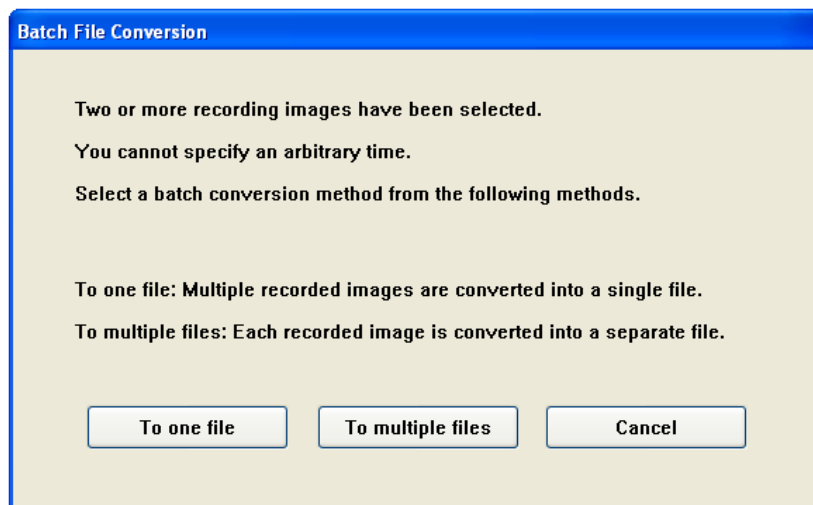 Batch File Conversion
Two or more recording images have been selected.
You cannot specify an arbitrary time.
Select a batch conversion method from the following methods.
To one file: Multiple recorded images are converted into a single file.
To multiple files: Each recorded image is converted into a separate file.
To one file To multiple files Cancel